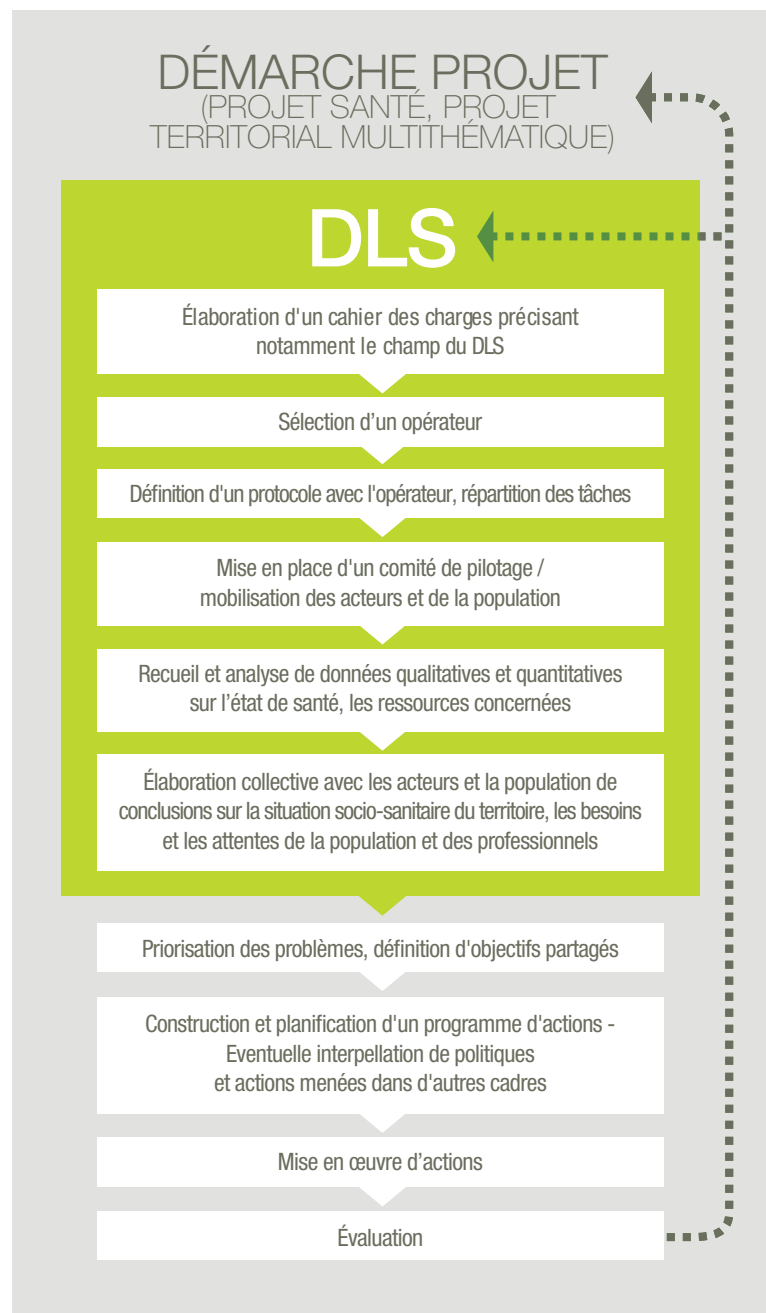 DÉMARCHE PROJET
(PROJET SANTÉ, PROJET
TERRITORIAL MULTITHÉMATIQUE)
DLS
Élaboration d'un cahier des charges précisant
notamment le champ du DLS
Sélection d’un opérateur
Définition d'un protocole avec l'opérateur, répartition des tâches
Mise en place d'un comité de pilotage /
mobilisation des acteurs et de la population
Recueil et analyse de données qualitatives et quantitatives
sur l’état de santé, les ressources concernées
Élaboration collective avec les acteurs et la population de
conclusions sur la situation socio-sanitaire du territoire, les besoins
et les attentes de la population et des professionnels
Priorisation des problèmes, définition d'objectifs partagés
Construction et planification d'un programme d'actions -
Eventuelle interpellation de politiques
et actions menées dans d'autres cadres
Mise en œuvre d’actions
Évaluation